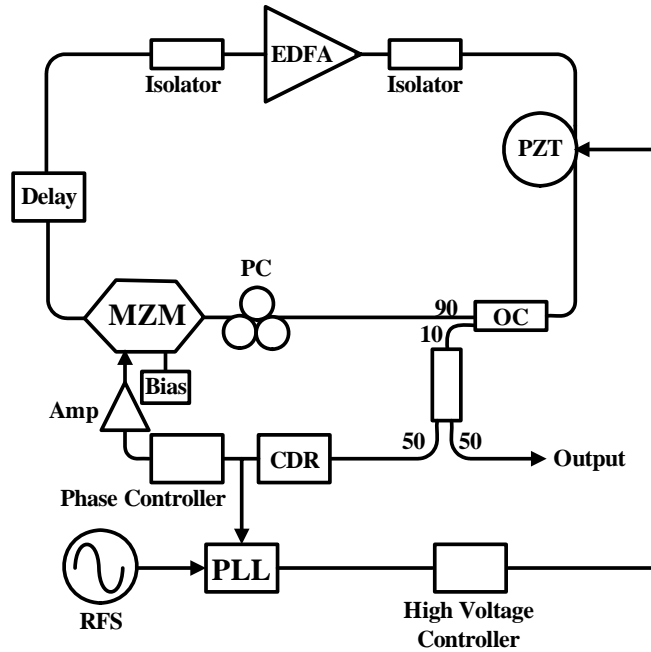 EDFA
Isolator
Isolator
PZT
Delay
PC
MZM
90
OC
10
Bias
Amp
50
50
CDR
Output
Phase Controller
PLL
RFS
High Voltage
Controller